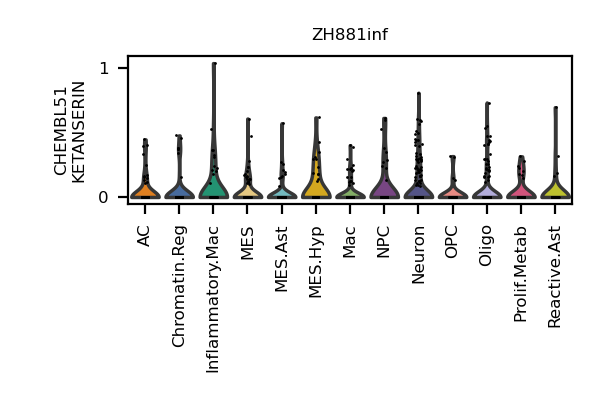 ZH881inf
CHEMBL51
KETANSERIN
1
0
AC
Chromatin.Reg
Inflammatory.Mac
MES
MES.Ast
MES.Hyp
Mac
NPC
Neuron
OPC
Oligo
Prolif.Metab
Reactive.Ast